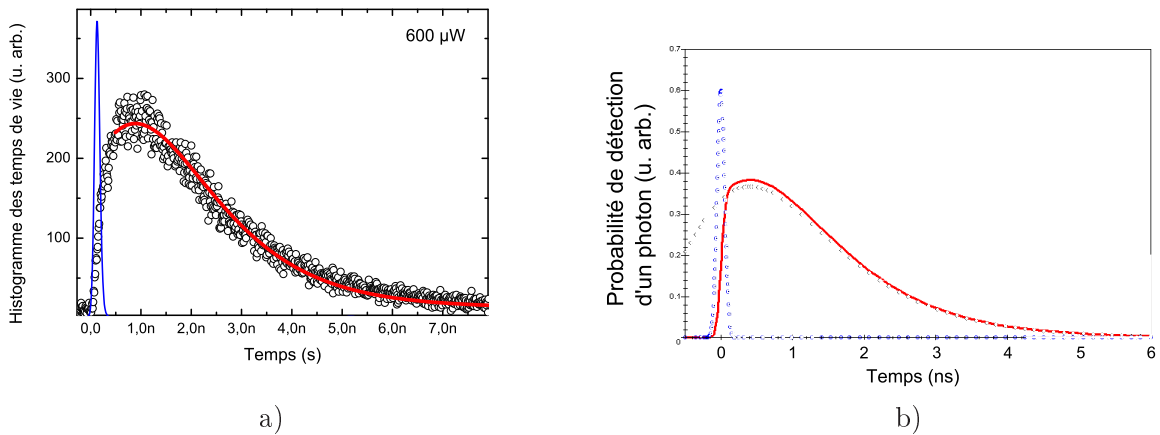 600 µW
Histogramme des temps de vie (u. arb.)
300
200
100
0,0
1,0n
2,0n
3,0n
4,0n
5,0n
6,0n
7,0n
Temps (s)
a)
Probabilité de détection
d'un photon (u. arb.)
0.7
0.6
0.5
0.4
0.3
0.2
0.1
0
0
1
2
3
4
5
6
Temps (ns)
b)